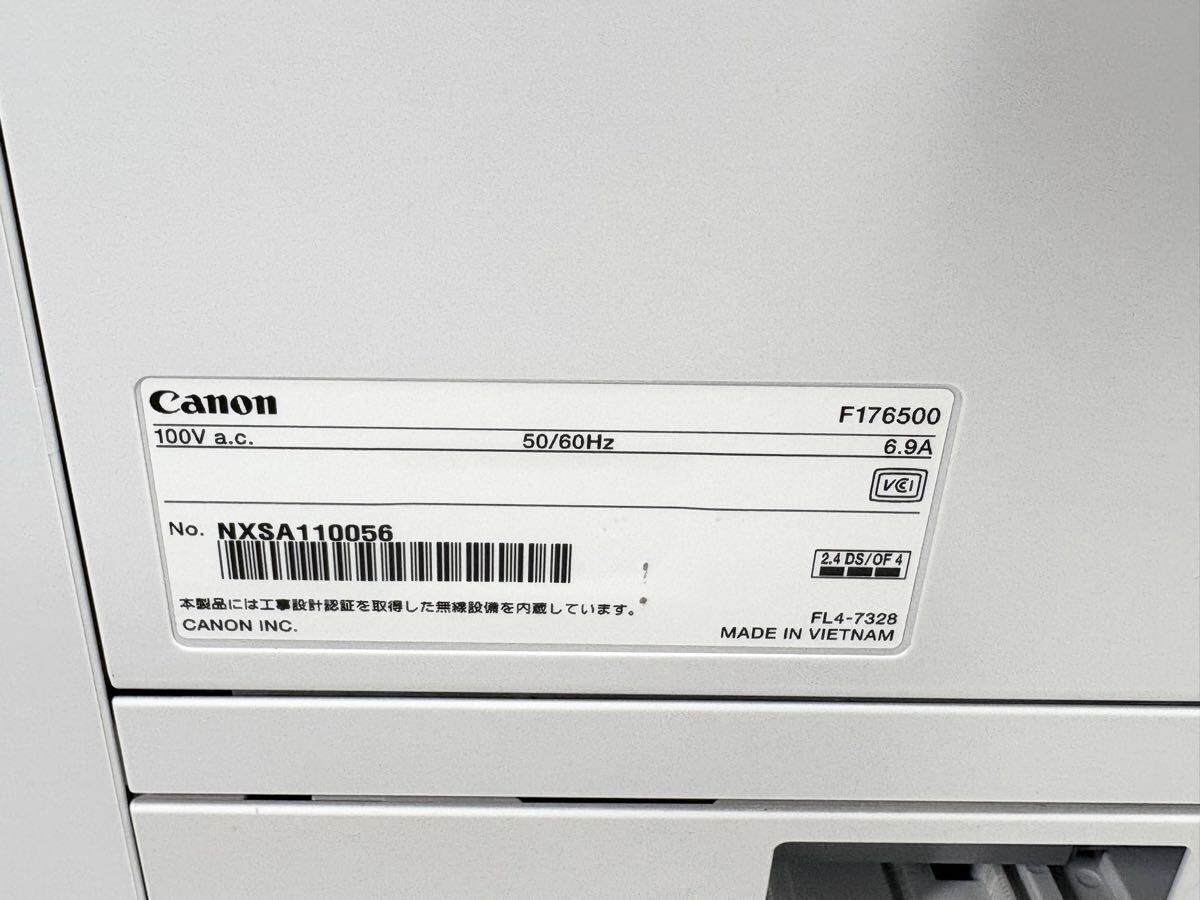 Canon
F176500
100V a.c. 50/60Hz 6.9A
VCI
No. NXSA110056
2.4 DS/OF 4
本製品には工事設計認証を取得した無線設備を内蔵しています。
CANON INC.
FL4-7328
MADE IN VIETNAM